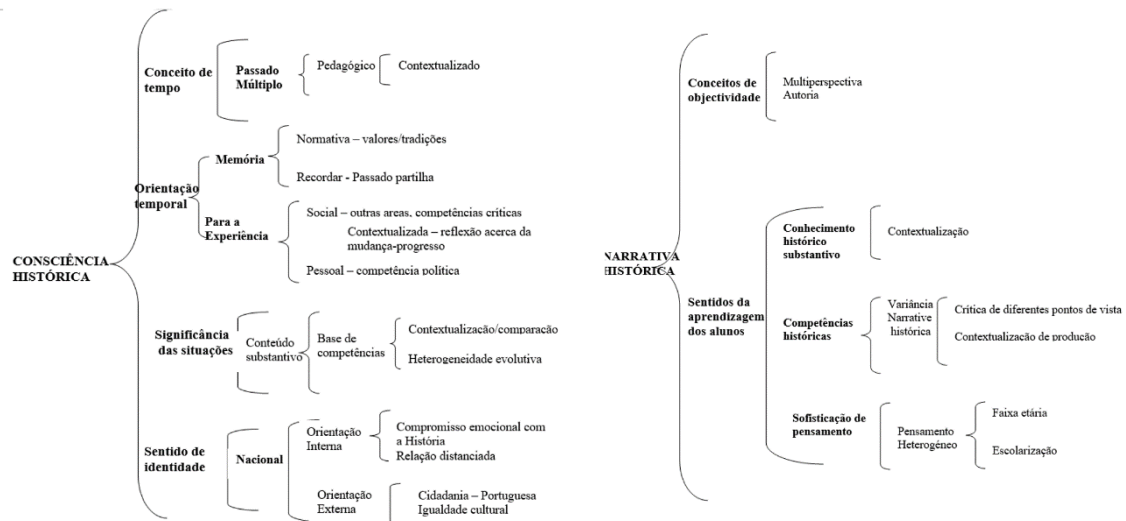 Conceito de
tempo
Passado
Múltiplo
Pedagógico
Contextualizado
Orientação
temporal
Memória
Normativa – valores/tradições
Recordar - Passado partilha
Para a
Experiência
Social – outras areas, competências críticas
Contextualizada – reflexão acerca da
mudança-progresso
Pessoal – competência política
CONSCIÊNCIA
HISTÓRICA
Significância
das situações
Conteúdo
substantivo
Base de
competências
Contextualização/comparação
Heterogeneidade evolutiva
Sentido de
identidade
Nacional
Orientação
Interna
Compromisso emocional com
a História
Relação distanciada
Orientação
Externa
Cidadania – Portuguesa
Igualdade cultural
Conceitos de
objectividade
Multiperspectiva
Autoria
NARRATIVA
HISTÓRICA
Sentidos da
aprendizagem
dos alunos
Conhecimento
histórico
substantivo
Contextualização
Competências
históricas
Variância
Narrative
histórica
Crítica de diferentes pontos de vista
Contextualização de produção
Sofisticação de
pensamento
Pensamento
Heterogéneo
Faixa etária
Escolarização